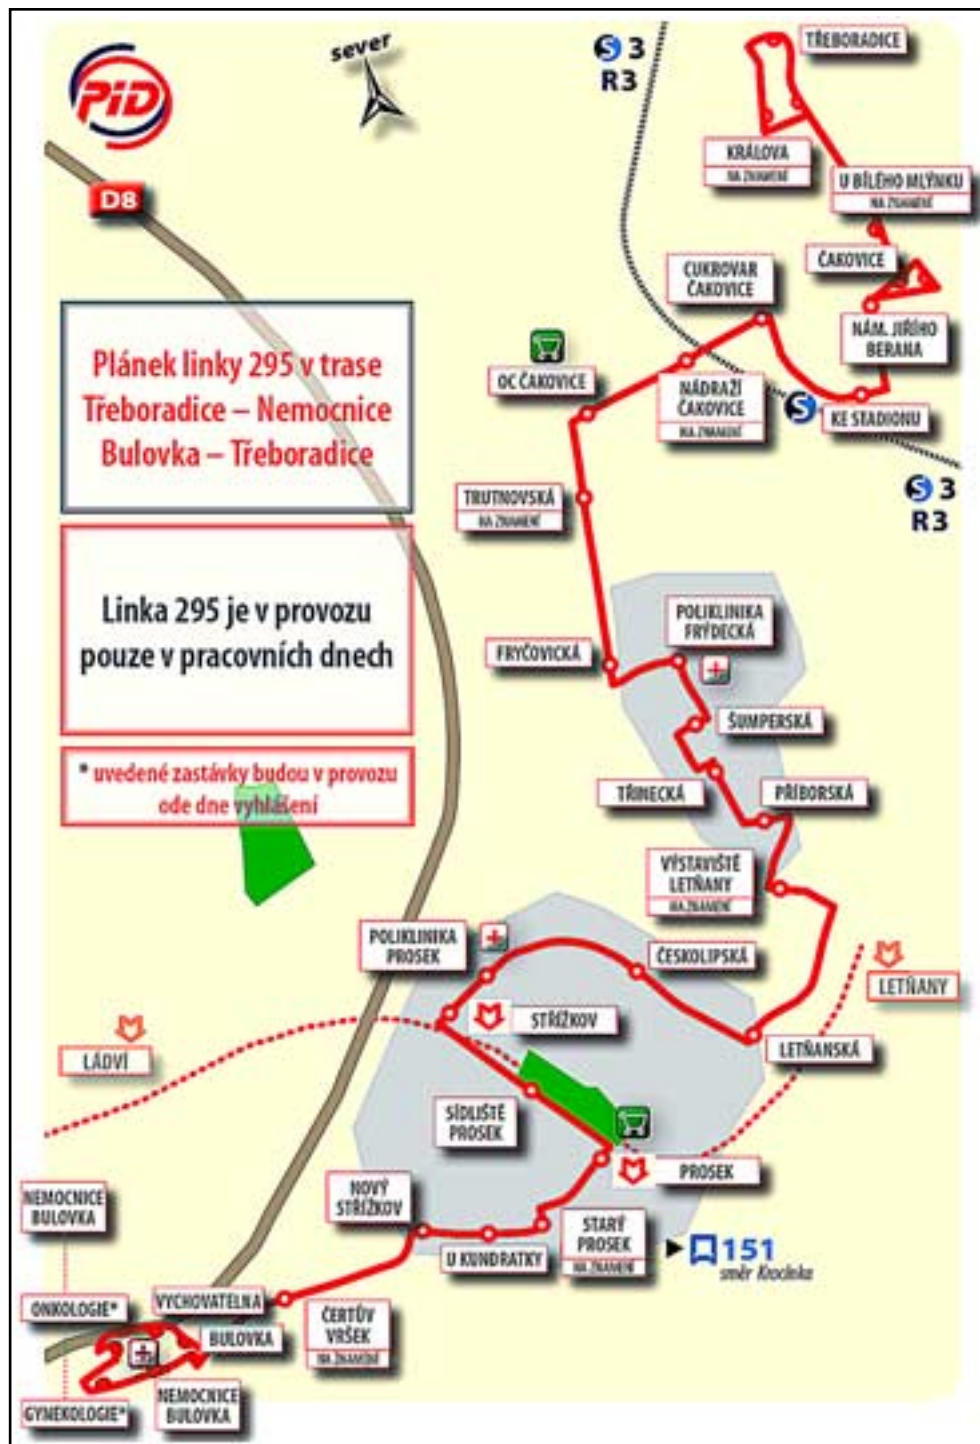 sever
S 3
R3
TŘEBORADICE
PiD
KRÁLOVA
NA ZNAMENÍ
U BÍLÉHO MLÝNKU
NA ZNAMENÍ
D8
ČAKOVICE
CUKROVAR
ČAKOVICE
NÁM. JIŘÍHO
BERANA
Plánek linky 295 v trase
Třeboradice – Nemocnice
Bulovka – Třeboradice
OC ČAKOVICE
NÁDRAŽÍ
ČAKOVICE
NA ZNAMENÍ
S
KE STADIONU
S 3
R3
TRUTNOVSKÁ
NA ZNAMENÍ
Linka 295 je v provozu
pouze v pracovních dnech
POLIKLINIKA
FRÝDECKÁ
FRYČOVICKÁ
ŠUMPERSKÁ
* uvedené zastávky budou v provozu
ode dne vyhlášení
TŘINECKÁ
PŘÍBORSKÁ
VÝSTAVIŠTĚ
LETŇANY
NA ZNAMENÍ
POLIKLINIKA
PROSEK
ČESKOLIPSKÁ
LETŇANY
STŘÍŽKOV
LETŇANSKÁ
LÁDVÍ
SÍDLIŠTĚ
PROSEK
PROSEK
NEMOCNICE
BULOVKA
NOVÝ
STŘÍŽKOV
STARÝ
PROSEK
NA ZNAMENÍ
U KUNDRATKY
151
směr Krocínka
ONKOLOGIE*
VYCHOVATELNA
BULOVKA
ČERTŮV
VRŠEK
NA ZNAMENÍ
GYNEKOLOGIE*
NEMOCNICE
BULOVKA